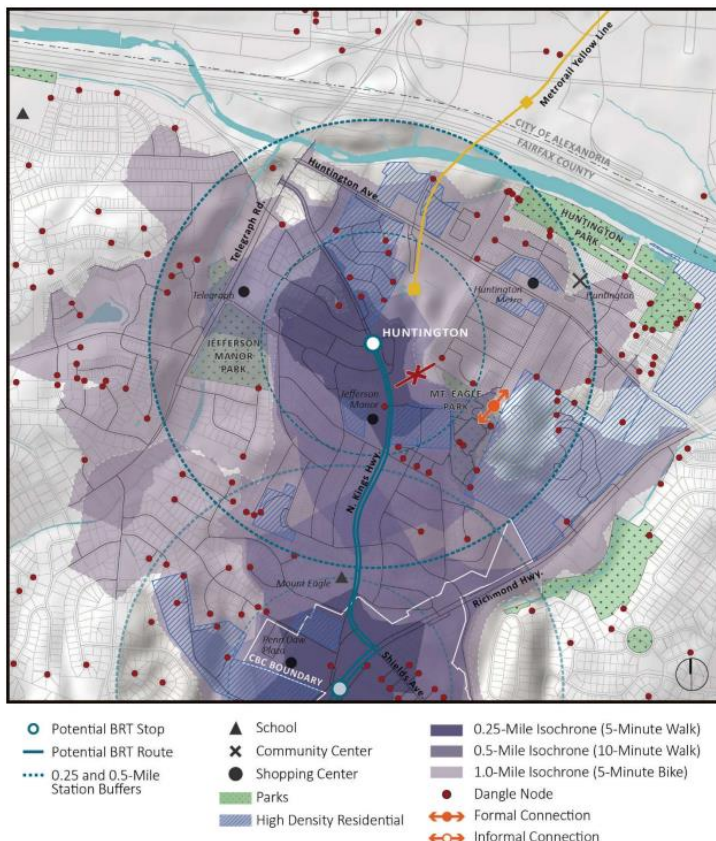 Metrorail Yellow Line
CITY OF ALEXANDRIA
FAIRFAX COUNTY
Huntington Ave.
Telegraph Rd.
HUNTINGTON
PARK
Telegraph
Huntington
Metro
Huntington
HUNTINGTON
JEFFERSON
MANOR
PARK
Jefferson
Manor
MT. EAGLE
PARK
N. Kings Hwy.
Mount Eagle
Richmond Hwy.
Penn Daw
Plaza
CBC BOUNDARY
Shields Ave.
Potential BRT Stop
Potential BRT Route
0.25 and 0.5-Mile
Station Buffers
School
Community Center
Shopping Center
Parks
High Density Residential
0.25-Mile Isochrone (5-Minute Walk)
0.5-Mile Isochrone (10-Minute Walk)
1.0-Mile Isochrone (5-Minute Bike)
Dangle Node
Formal Connection
Informal Connection